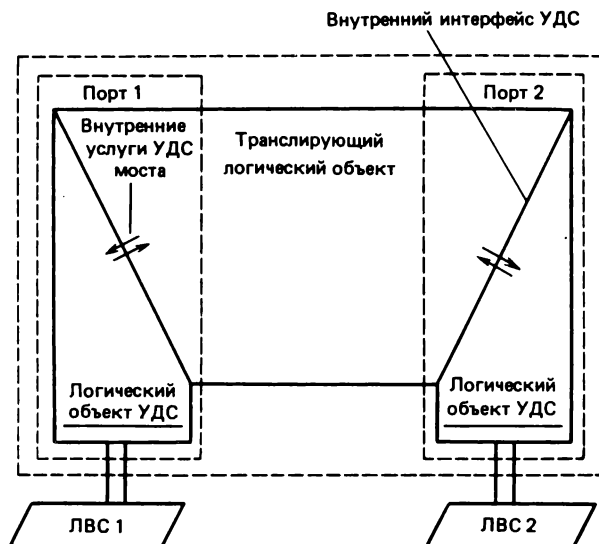 Внутренний интерфейс УДС
Порт 1
Порт 2
Внутренние
услуги УДС
моста
Транслирующий
логический объект
Логический
объект УДС
Логический
объект УДС
ЛВС 1
ЛВС 2